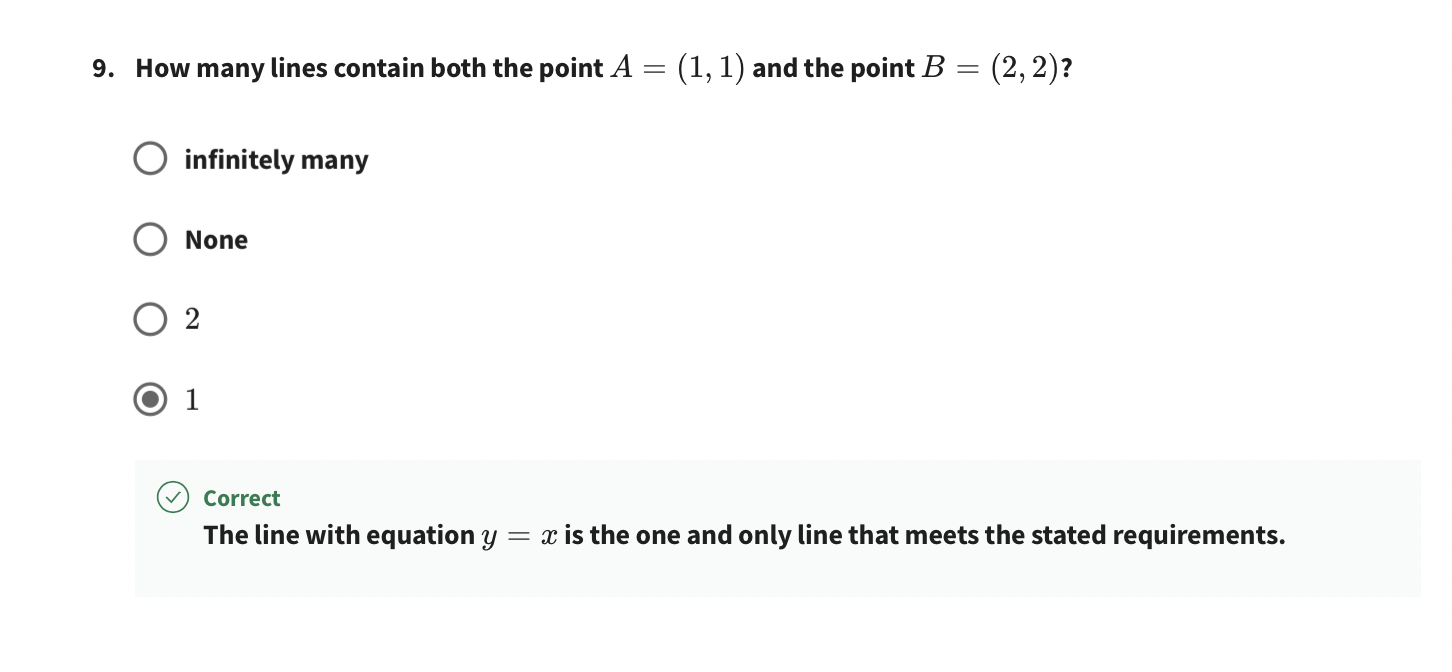 9. How many lines contain both the point A = (1, 1) and the point B = (2, 2)?
infinitely many
None
2
1
Correct
The line with equation y = x is the one and only line that meets the stated requirements.